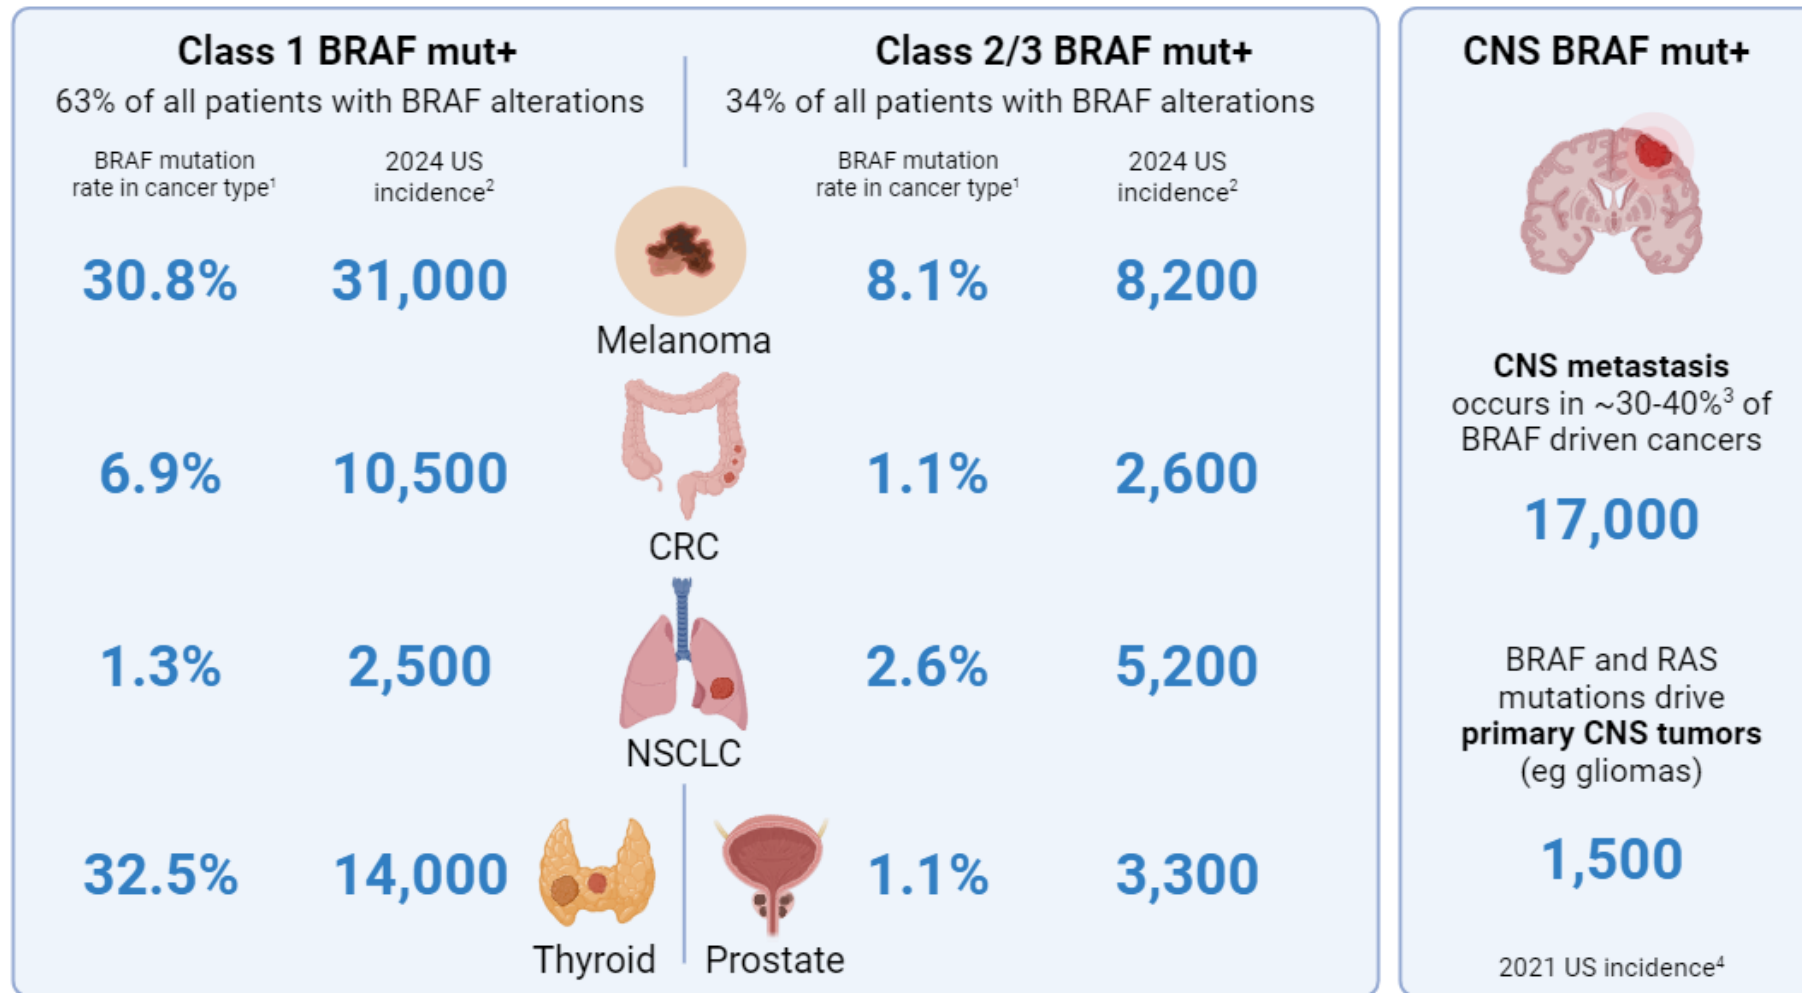 Class 1 BRAF mut+
63% of all patients with BRAF alterations
BRAF mutation
rate in cancer type¹
2024 US
incidence²
Class 2/3 BRAF mut+
34% of all patients with BRAF alterations
BRAF mutation
rate in cancer type¹
2024 US
incidence²
30.8%
31,000
Melanoma
8.1%
8,200
6.9%
10,500
CRC
1.1%
2,600
1.3%
2,500
NSCLC
2.6%
5,200
32.5%
14,000
Thyroid
Prostate
1.1%
3,300
CNS BRAF mut+
CNS metastasis
occurs in ~30-40%³ of
BRAF driven cancers
17,000
BRAF and RAS
mutations drive
primary CNS tumors
(eg gliomas)
1,500
2021 US incidence⁴